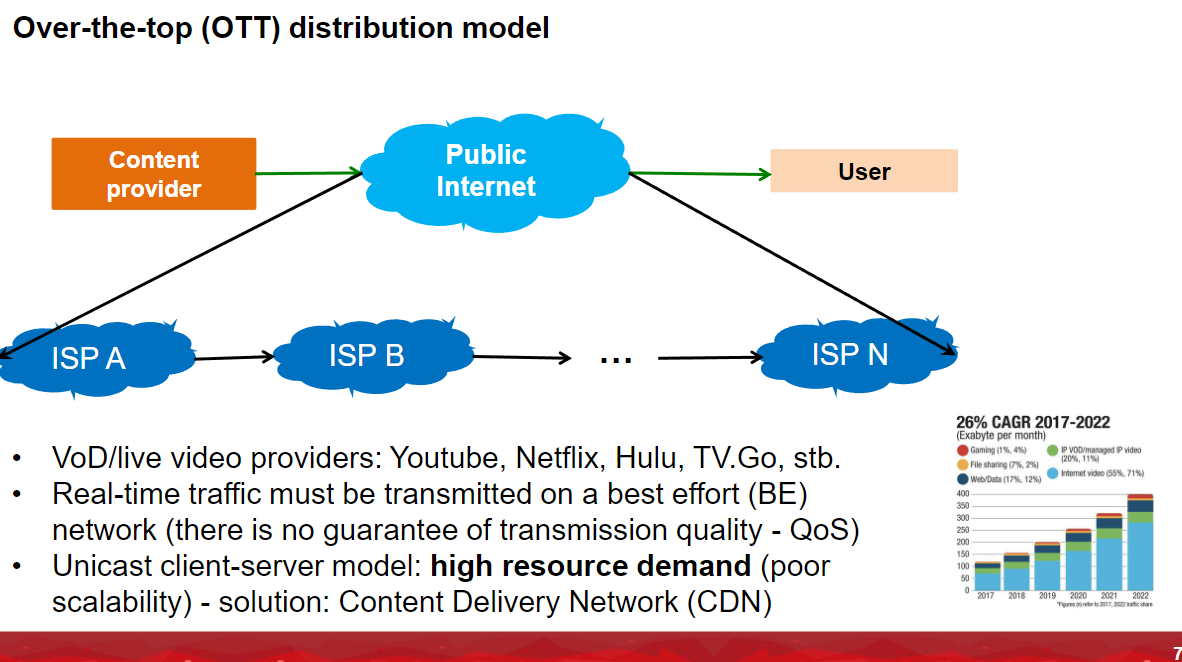 Over-the-top (OTT) distribution model
Content
provider
Public
Internet
User
ISP A
ISP B
...
ISP N
• VoD/live video providers: Youtube, Netflix, Hulu, TV.Go, stb.
• Real-time traffic must be transmitted on a best effort (BE)
network (there is no guarantee of transmission quality - QoS)
• Unicast client-server model: high resource demand (poor
scalability) - solution: Content Delivery Network (CDN)
26% CAGR 2017-2022
(Exabyte per month)
Gaming (1%, 4%)
File sharing (7%, 2%)
Web/Data (17%, 12%)
IP VOD/managed IP video
(20%, 11%)
Internet video (55%, 71%)
400
350
300
250
200
150
100
50
0
2017 2018 2019 2020 2021 2022
*Figures (n) refer to 2017, 2022 traffic share
7